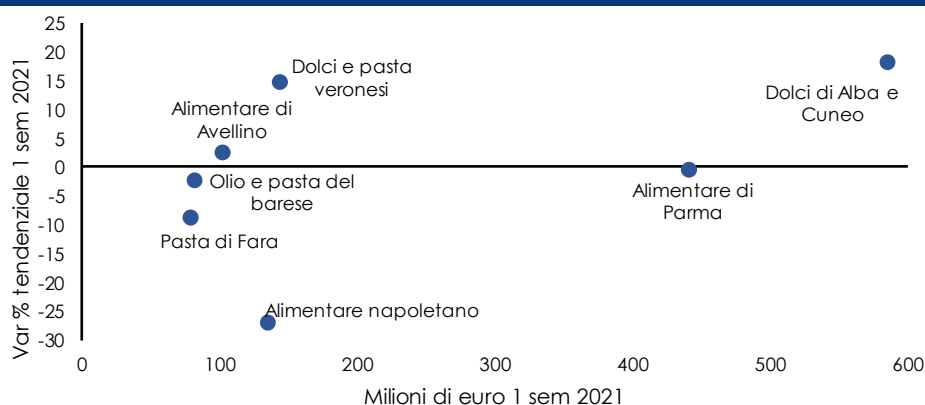 25
20
15
10
5
0
-5
-10
-15
-20
-25
-30
Var % tendenziale 1 sem 2021
Dolci e pasta
veronesi
Dolci di Alba e
Cuneo
Alimentare di
Avellino
Olio e pasta del
barese
Alimentare di
Parma
Pasta di Fara
Alimentare napoletano
0 100 200 300 400 500 600
Milioni di euro 1 sem 2021